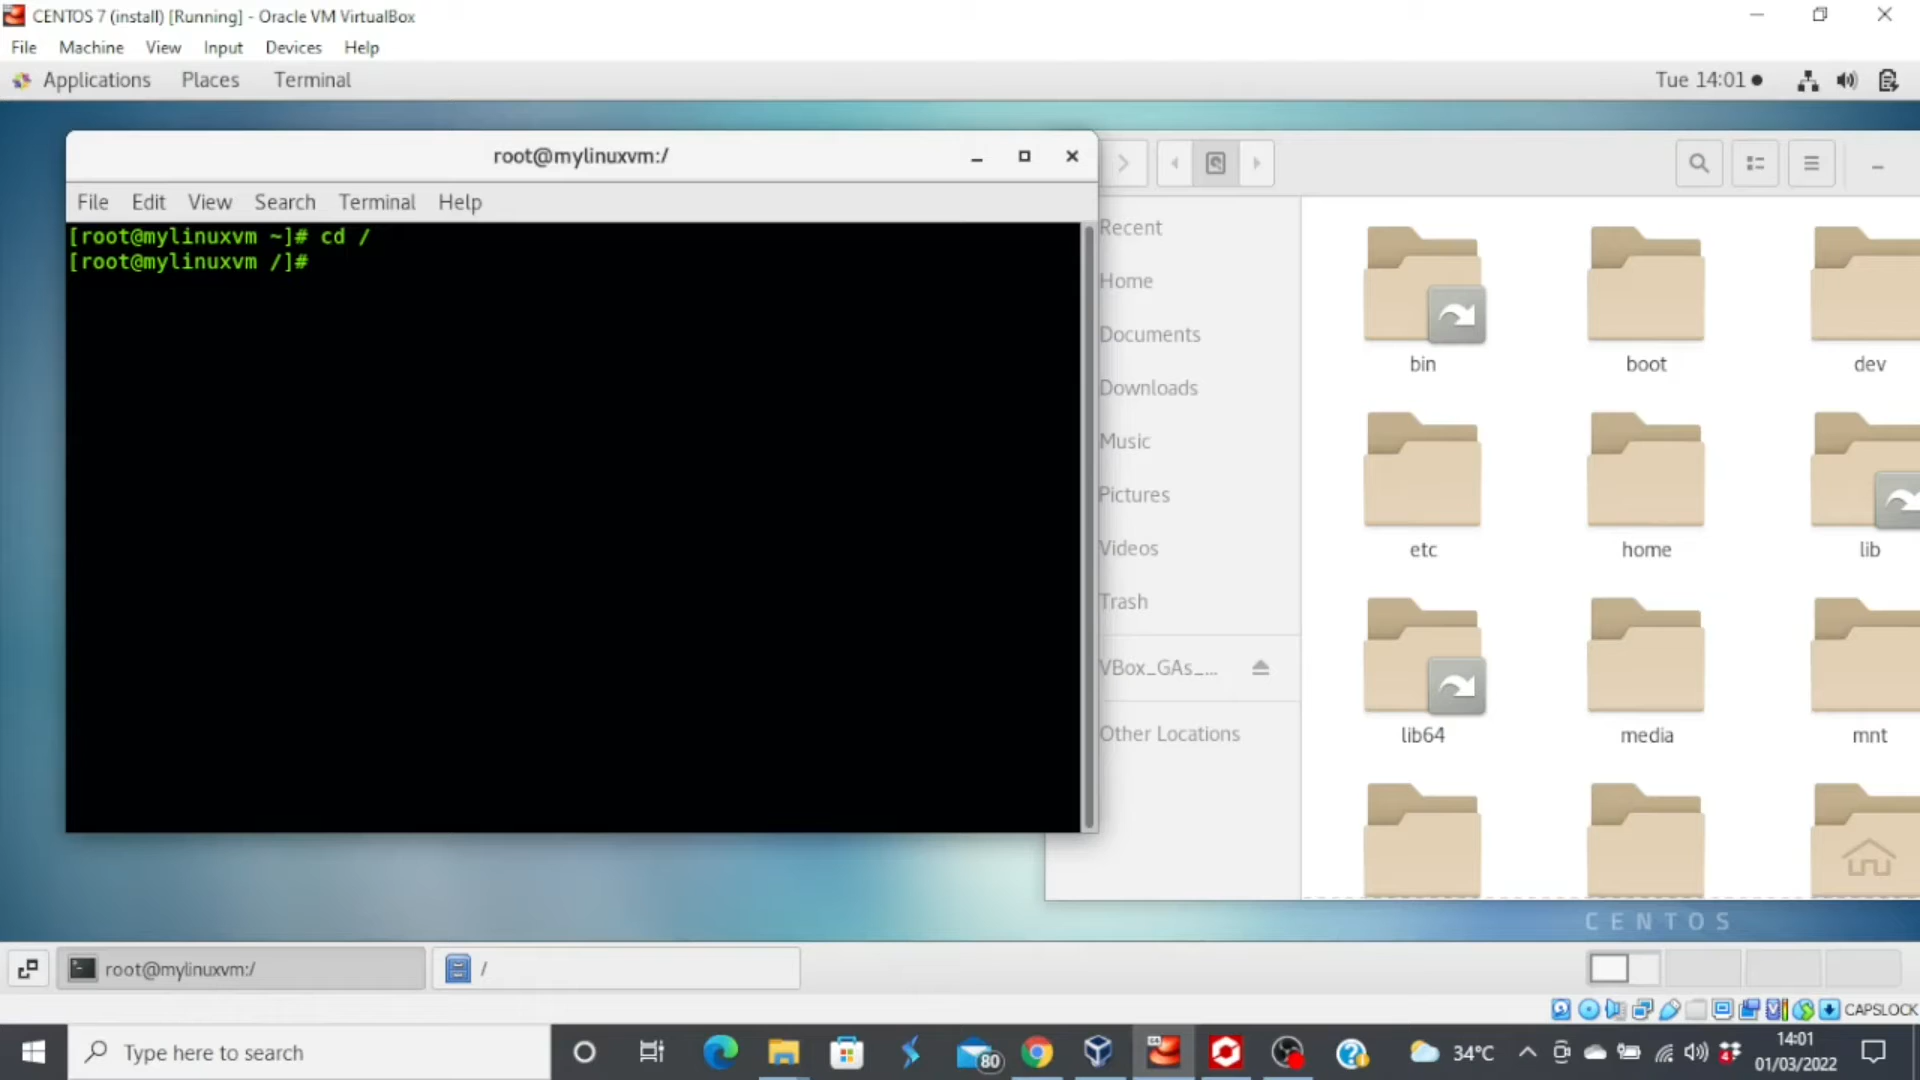 CENTOS 7 (install) [Running] - Oracle VM VirtualBox
File Machine View Input Devices Help
Applications Places Terminal Tue 14:01
root@mylinuxvm:/
File Edit View Search Terminal Help
[root@mylinuxvm ~]# cd /
[root@mylinuxvm /]#
Recent
Home
Documents
Downloads
Music
Pictures
Videos
Trash
VBox_GAs_...
Other Locations
bin boot dev
etc home lib
lib64 media mnt
CENTOS
root@mylinuxvm:/ /
CAPSLOCK
Type here to search 80 34°C 14:01
01/03/2022